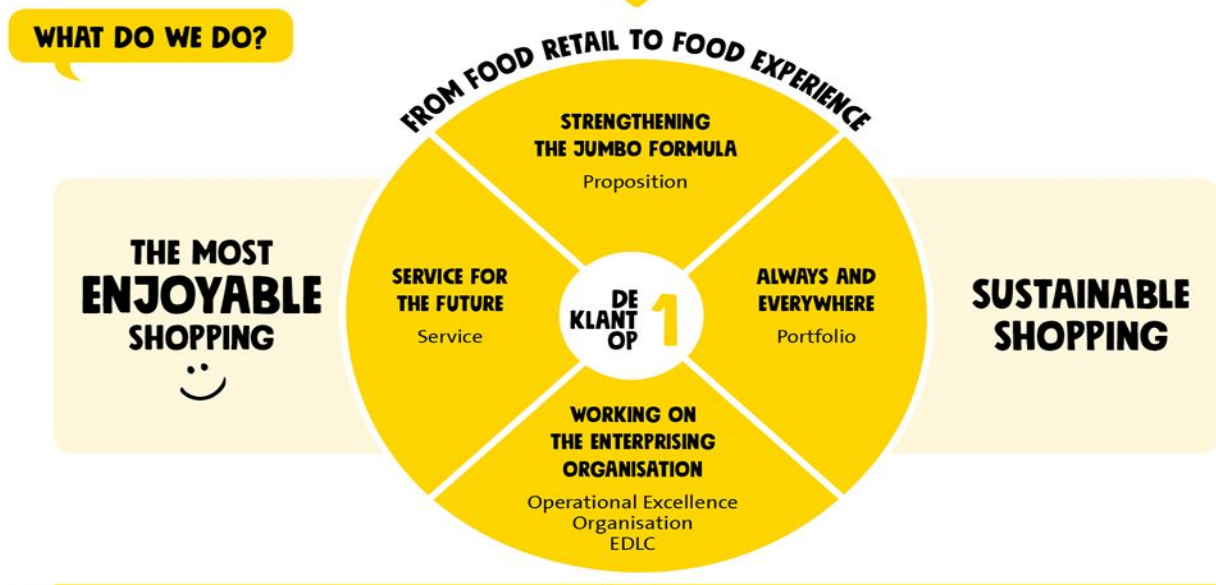 WHAT DO WE DO?
FROM FOOD RETAIL TO FOOD EXPERIENCE
STRENGTHENING
THE JUMBO FORMULA
Proposition
THE MOST
ENJOYABLE
SHOPPING
SERVICE FOR
THE FUTURE
Service
DE
KLANT
OP
1
ALWAYS AND
EVERYWHERE
Portfolio
SUSTAINABLE
SHOPPING
WORKING ON
THE ENTERPRISING
ORGANISATION
Operational Excellence
Organisation
EDLC